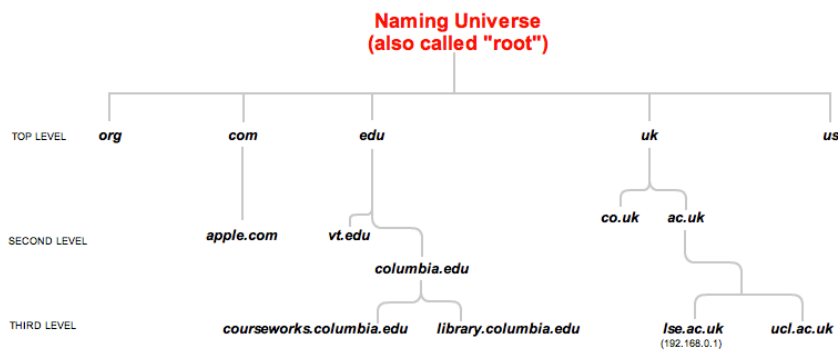 Naming Universe
(also called "root")
TOP LEVEL
org
com
edu
uk
us
co.uk
ac.uk
SECOND LEVEL
apple.com
vt.edu
columbia.edu
THIRD LEVEL
courseworks.columbia.edu
library.columbia.edu
lse.ac.uk
ucl.ac.uk
(192.168.0.1)